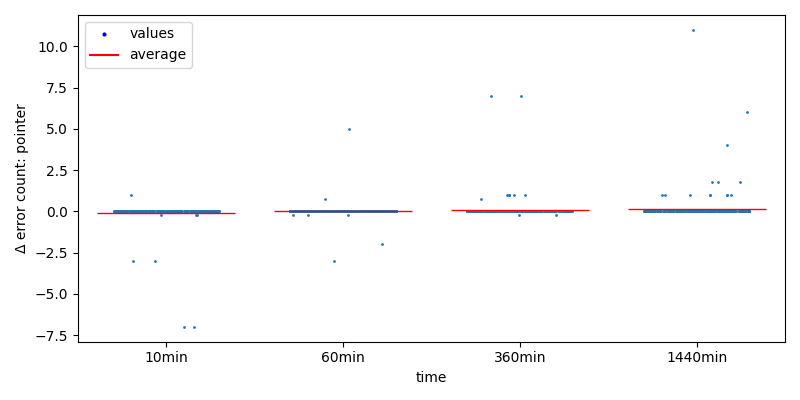 values
average
10.0
7.5
5.0
2.5
0.0
−2.5
−5.0
−7.5
Δ error count: pointer
10min 60min 360min 1440min
time